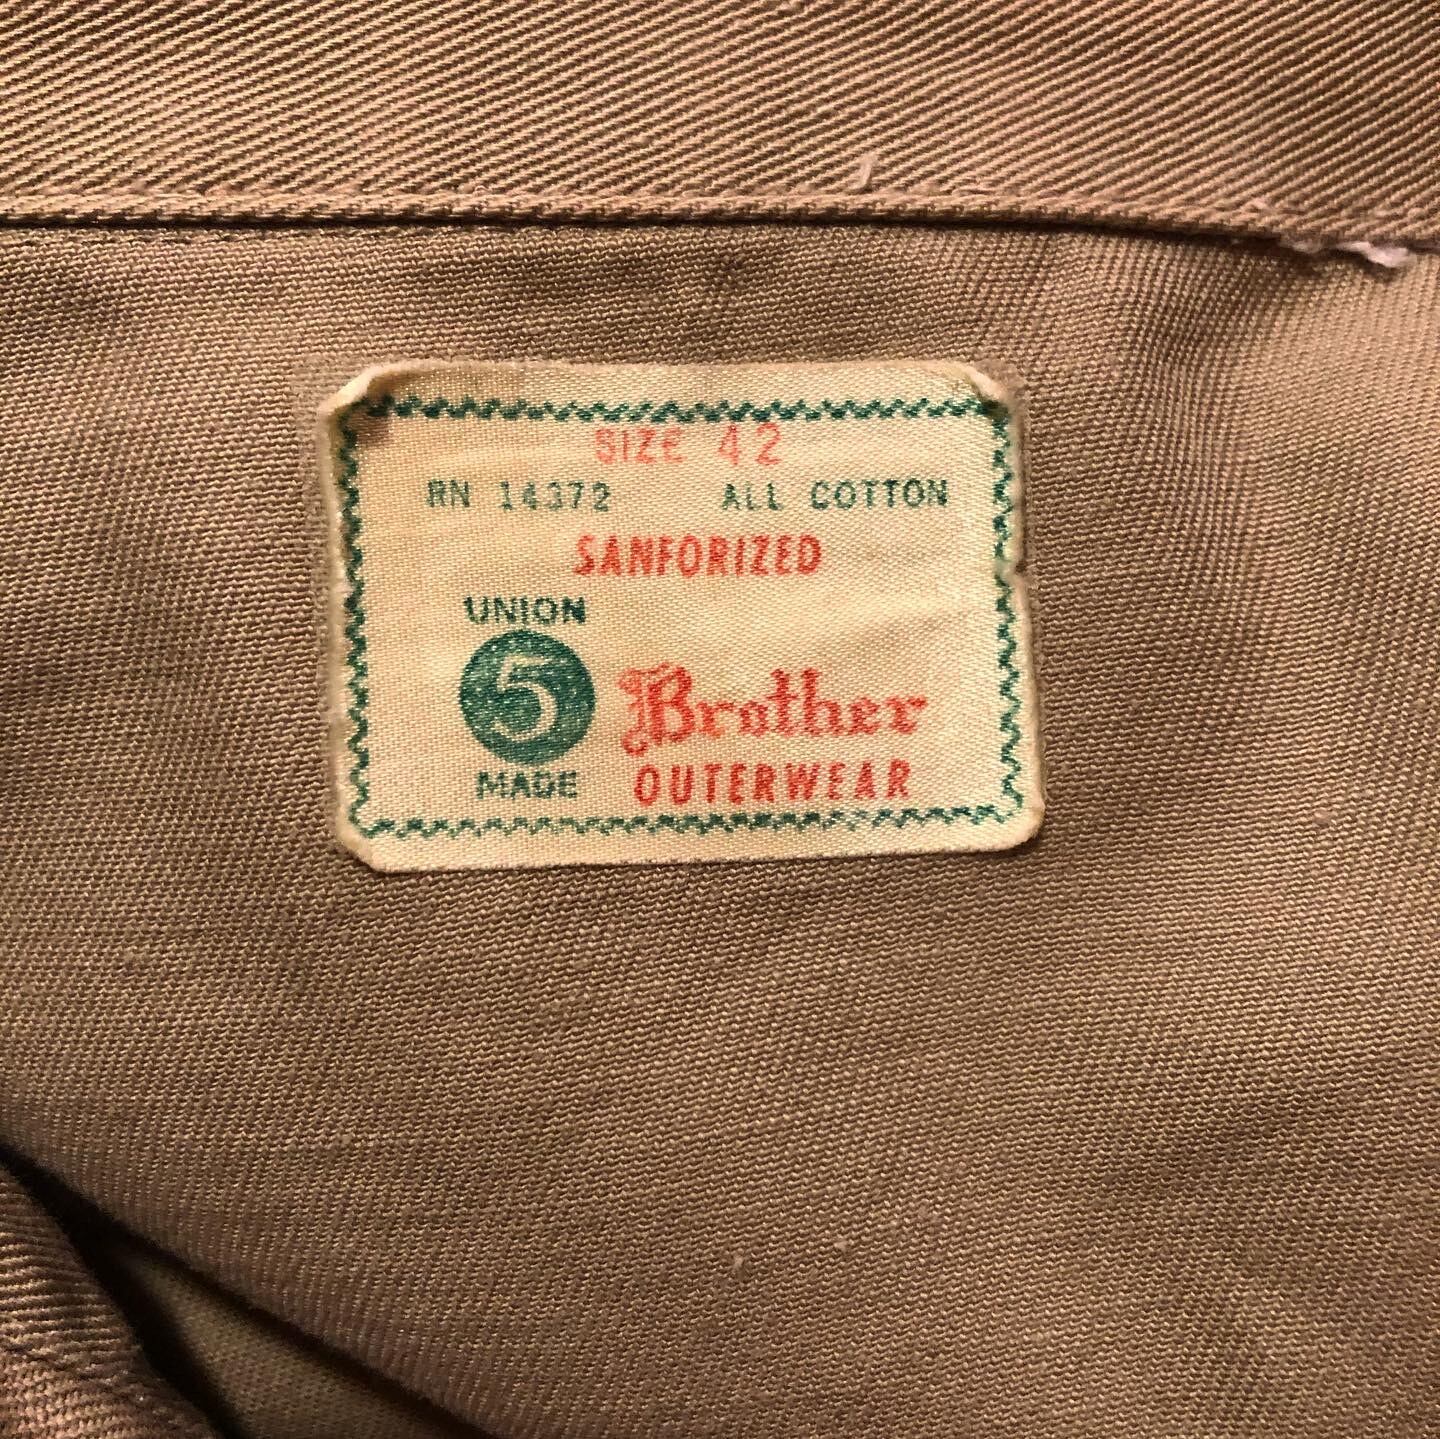 SIZE 42
RN 14372 ALL COTTON
SANFORIZED
UNION
5 Brother
MADE OUTERWEAR